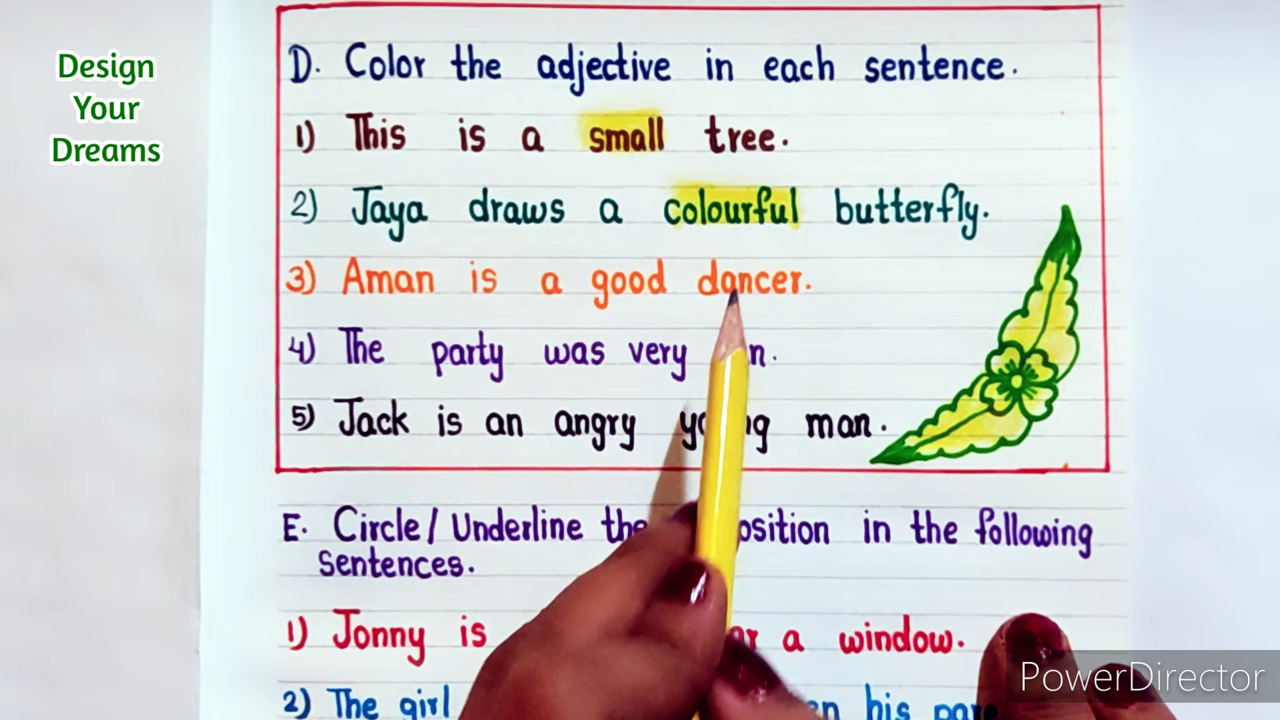 Design
Your
Dreams
D. Color the adjective in each sentence.
1) This is a small tree.
2) Jaya draws a colourful butterfly.
3) Aman is a good dancer.
4) The party was very
5) Jack is an angry man.
E. Circle/Underline the in the following
sentences.
1) Jonny is a window.
2) The girl his
PowerDirector